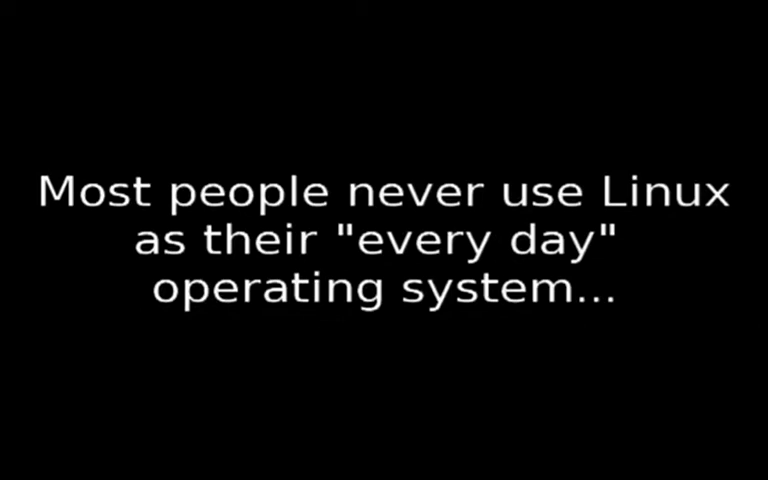 Most people never use Linux
as their "every day"
operating system...